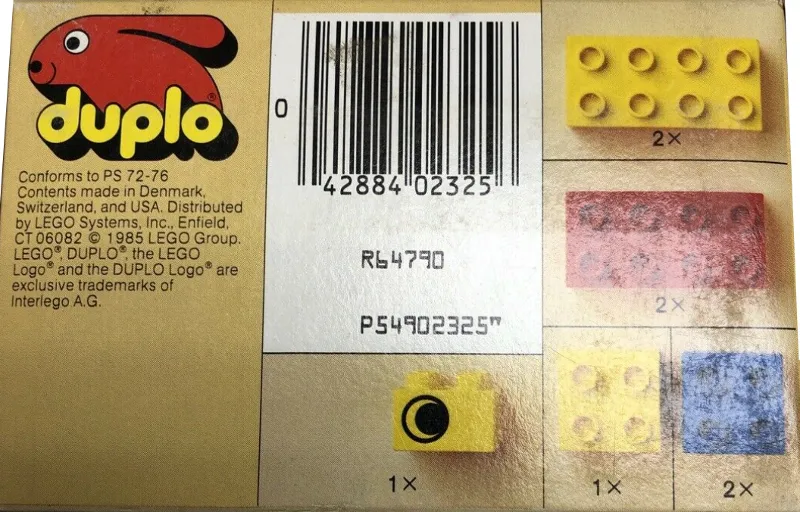 duplo®
Conforms to PS 72-76
Contents made in Denmark,
Switzerland, and USA. Distributed
by LEGO Systems, Inc., Enfield,
CT 06082 © 1985 LEGO Group.
LEGO®, DUPLO®, the LEGO
Logo® and the DUPLO Logo® are
exclusive trademarks of
Interlego A.G.
0 42884 02325
R64790
P54902325"
2×
2×
1× 1× 2×